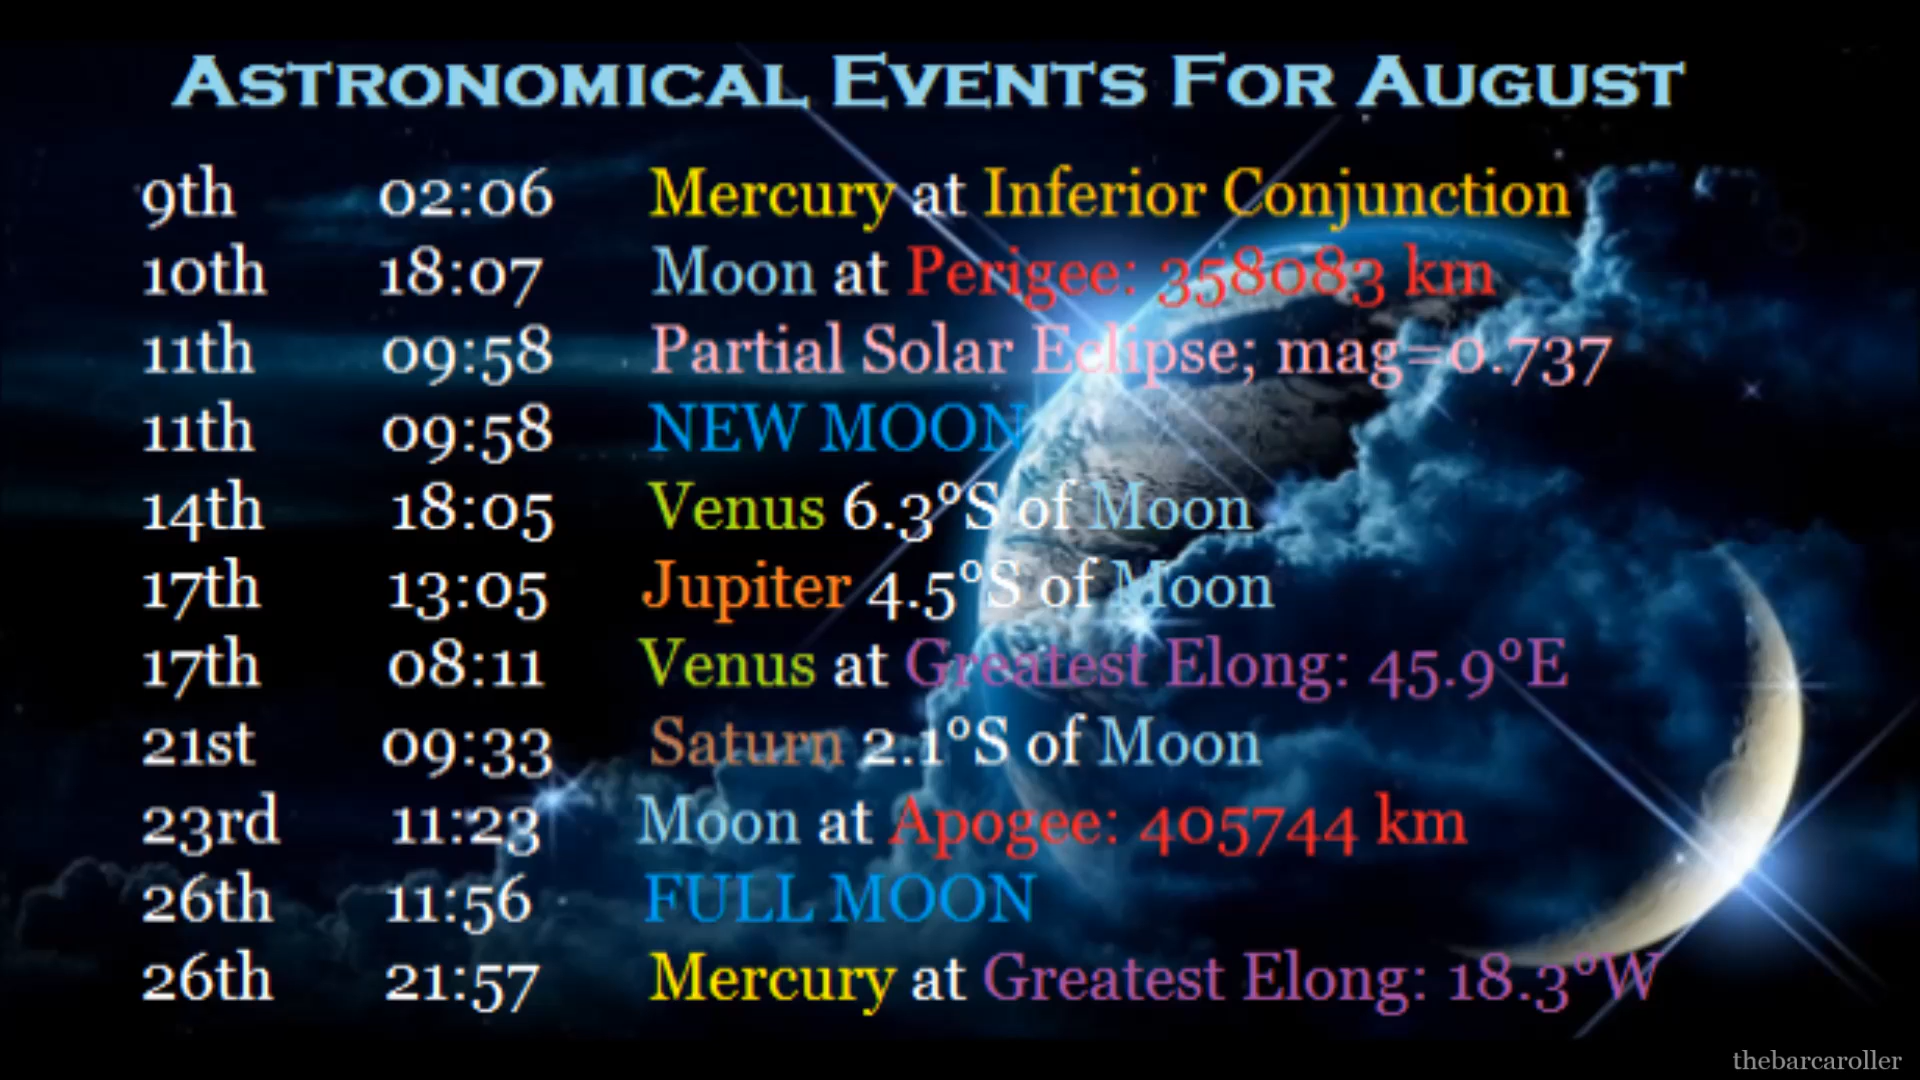 Astronomical Events For August
9th 02:06 Mercury at Inferior Conjunction
10th 18:07 Moon at Perigee: 358083 km
11th 09:58 Partial Solar Eclipse; mag=0.737
11th 09:58 NEW MOON
14th 18:05 Venus 6.3°S of Moon
17th 13:05 Jupiter 4.5°S of Moon
17th 08:11 Venus at Greatest Elong: 45.9°E
21st 09:33 Saturn 2.1°S of Moon
23rd 11:23 Moon at Apogee: 405744 km
26th 11:56 FULL MOON
26th 21:57 Mercury at Greatest Elong: 18.3°W
thebarcaroller